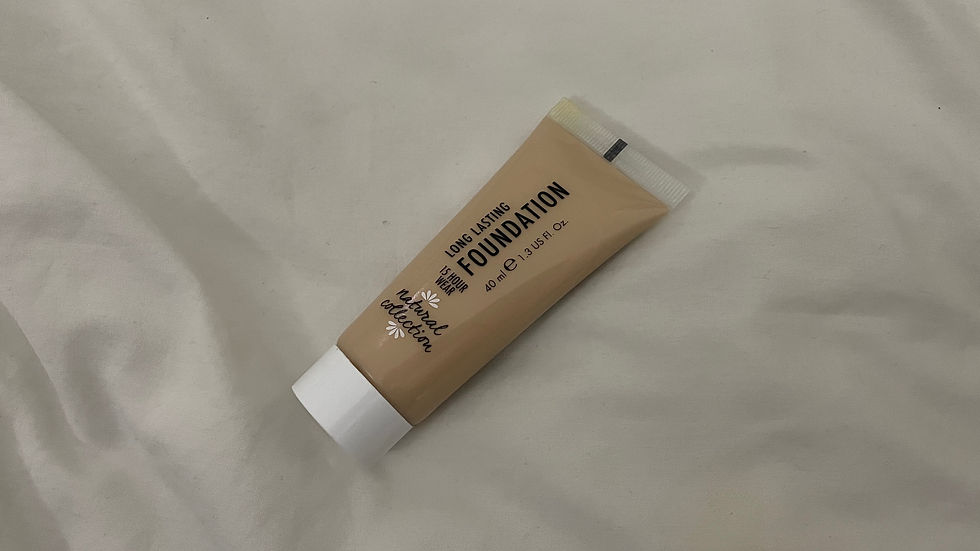 LONG LASTING
FOUNDATION
15 HOUR
WEAR
40 ml ℮ 1.3 US Fl. Oz.
natural
collection